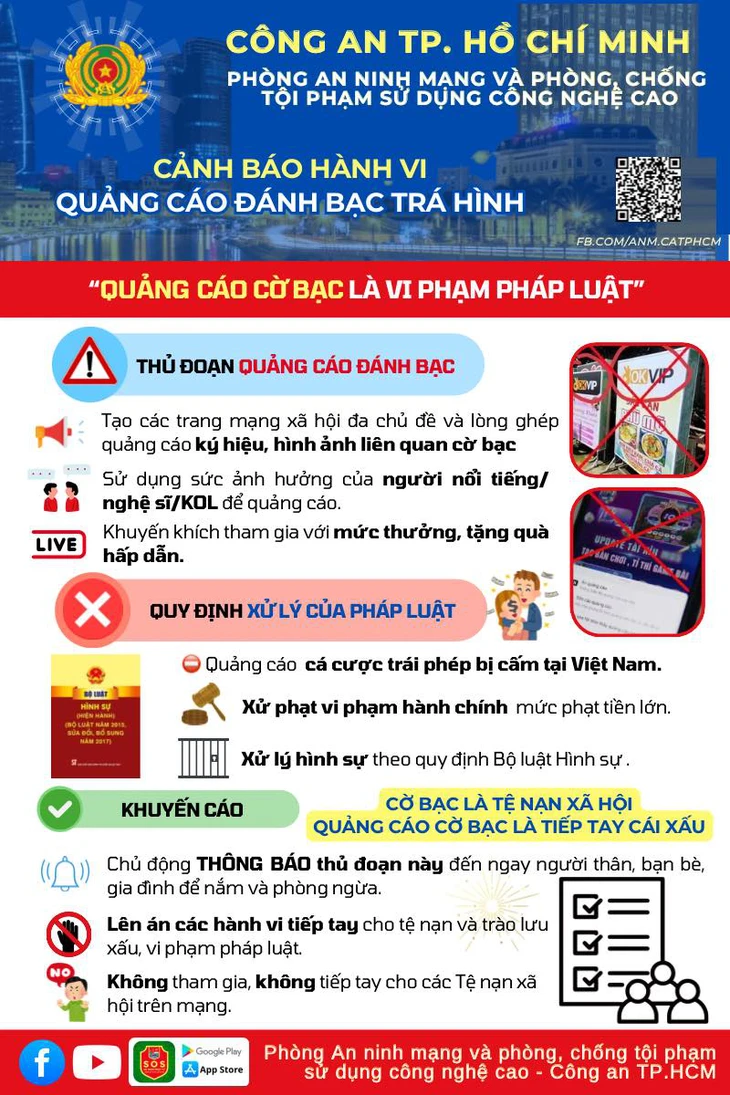 CÔNG AN TP. HỒ CHÍ MINH
PHÒNG AN NINH MẠNG VÀ PHÒNG, CHỐNG
TỘI PHẠM SỬ DỤNG CÔNG NGHỆ CAO
CẢNH BÁO HÀNH VI
QUẢNG CÁO ĐÁNH BẠC TRÁ HÌNH
FB.COM/ANM.CATPHCM
“QUẢNG CÁO CỜ BẠC LÀ VI PHẠM PHÁP LUẬT”
THỦ ĐOẠN QUẢNG CÁO ĐÁNH BẠC
OKVIP
OKVIP
Tạo các trang mạng xã hội đa chủ đề và lòng ghép
quảng cáo ký hiệu, hình ảnh liên quan cờ bạc
Sử dụng sức ảnh hưởng của người nổi tiếng/
nghệ sĩ/KOL để quảng cáo.
LIVE
Khuyến khích tham gia với mức thưởng, tặng quà
hấp dẫn.
UPDATE TÀI XỈU
QUY ĐỊNH XỬ LÝ CỦA PHÁP LUẬT
Quảng cáo cá cược trái phép bị cấm tại Việt Nam.
BỘ LUẬT
HÌNH SỰ
(HIỆN HÀNH)
(BỘ LUẬT NĂM 2015,
SỬA ĐỔI, BỔ SUNG
NĂM 2017)
Xử phạt vi phạm hành chính mức phạt tiền lớn.
Xử lý hình sự theo quy định Bộ luật Hình sự .
KHUYẾN CÁO
CỜ BẠC LÀ TỆ NẠN XÃ HỘI
QUẢNG CÁO CỜ BẠC LÀ TIẾP TAY CÁI XẤU
Chủ động THÔNG BÁO thủ đoạn này đến ngay người thân, bạn bè,
gia đình để nắm và phòng ngừa.
Lên án các hành vi tiếp tay cho tệ nạn và trào lưu
xấu, vi phạm pháp luật.
NO
Không tham gia, không tiếp tay cho các Tệ nạn xã
hội trên mạng.
SOS
Google Play
App Store
Phòng An ninh mạng và phòng, chống tội phạm
sử dụng công nghệ cao - Công an TP.HCM